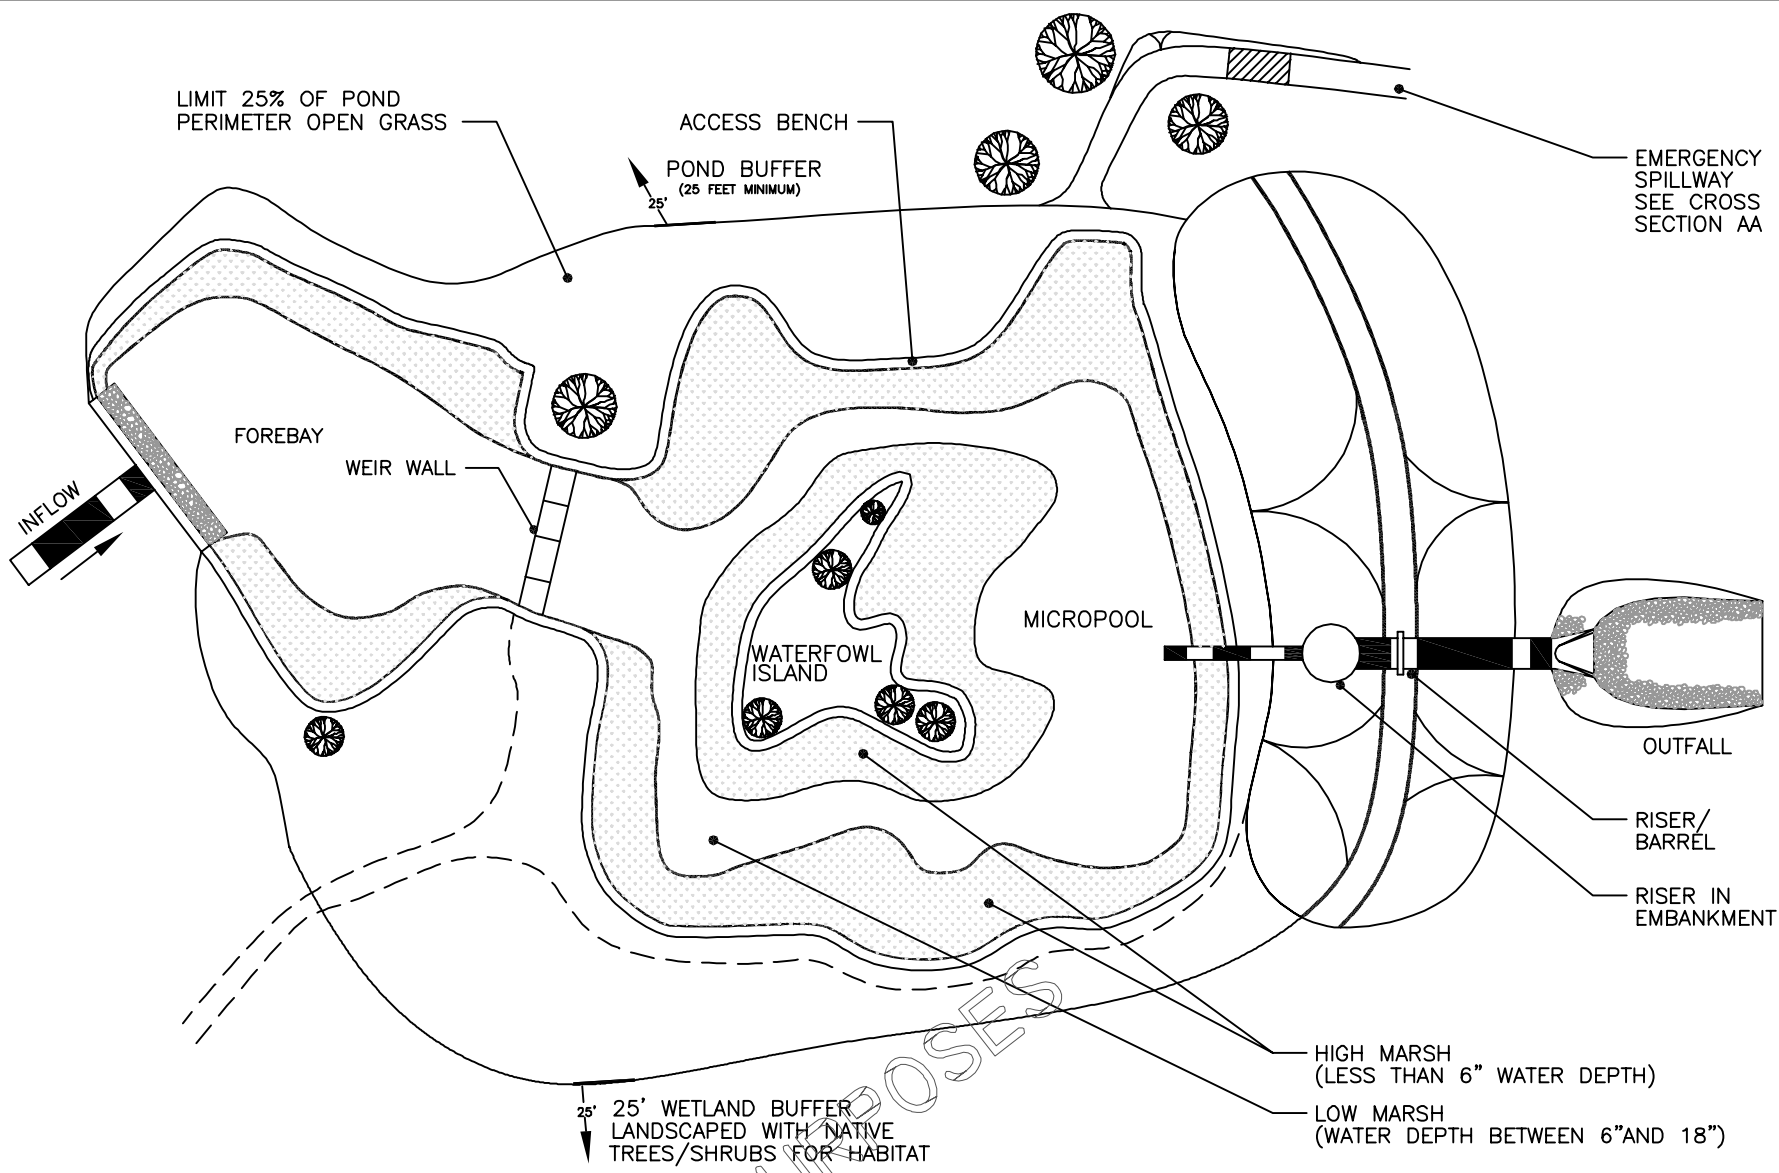 LIMIT 25% OF POND
PERIMETER OPEN GRASS
ACCESS BENCH
POND BUFFER
(25 FEET MINIMUM)
25'
EMERGENCY
SPILLWAY
SEE CROSS
SECTION AA
FOREBAY
WEIR WALL
INFLOW
WATERFOWL
ISLAND
MICROPOOL
OUTFALL
RISER/
BARREL
RISER IN
EMBANKMENT
HIGH MARSH
(LESS THAN 6" WATER DEPTH)
LOW MARSH
(WATER DEPTH BETWEEN 6"AND 18")
25'
25' WETLAND BUFFER
LANDSCAPED WITH NATIVE
TREES/SHRUBS FOR HABITAT